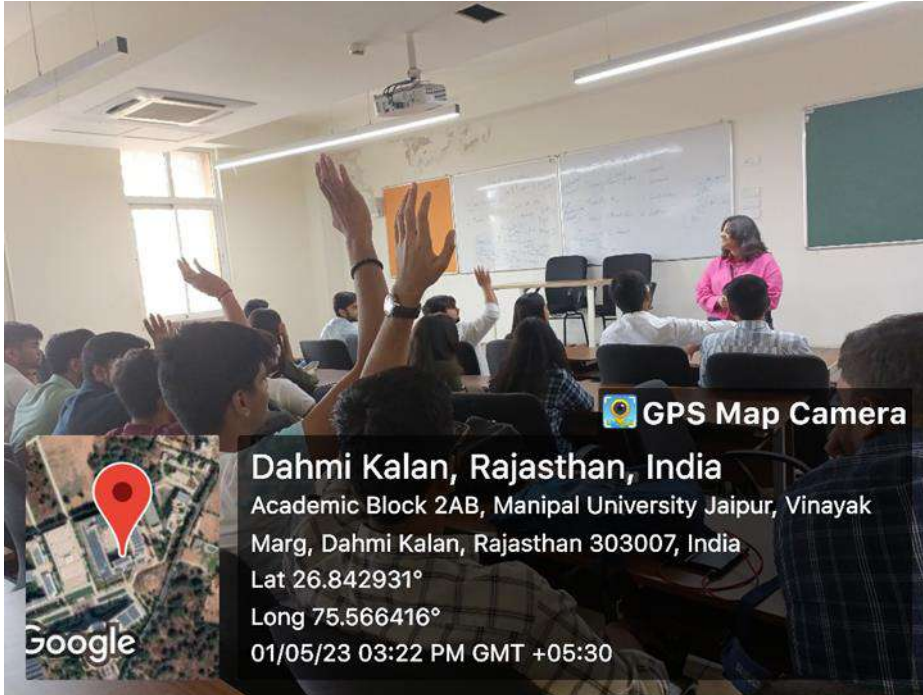 GPS Map Camera
Dahmi Kalan, Rajasthan, India
Academic Block 2AB, Manipal University Jaipur, Vinayak
Marg, Dahmi Kalan, Rajasthan 303007, India
Lat 26.842931°
Long 75.566416°
01/05/23 03:22 PM GMT +05:30
Google